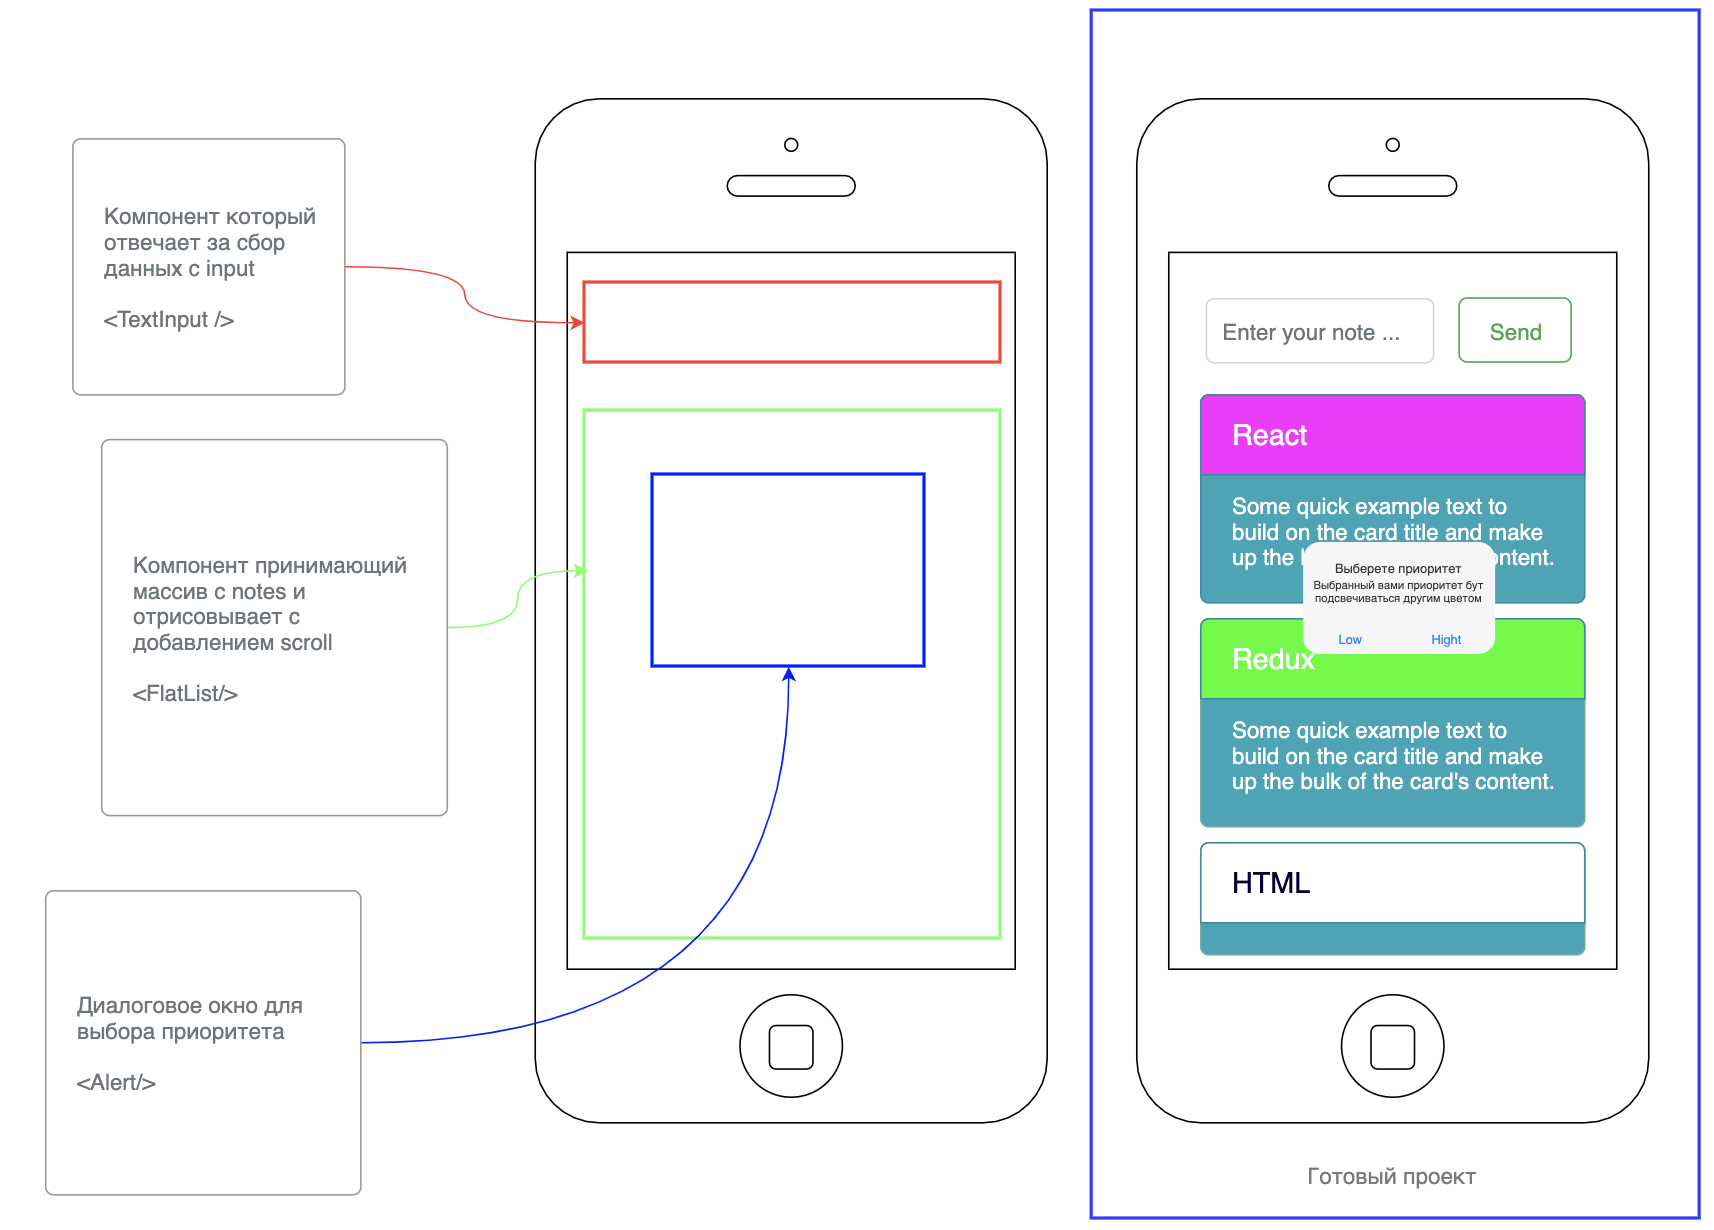 Компонент который
отвечает за сбор
данных с input
<TextInput />
Компонент принимающий
массив с notes и
отрисовывает с
добавлением scroll
<FlatList/>
Диалоговое окно для
выбора приоритета
<Alert/>
Enter your note ...
Send
React
Some quick example text to
build on the card title and make
up the
ontent.
Выберете приоритет
Выбранный вами приоритет бут
подсвечиваться другим цветом
Low
Hight
Redux
Some quick example text to
build on the card title and make
up the bulk of the card's content.
HTML
Готовый проект